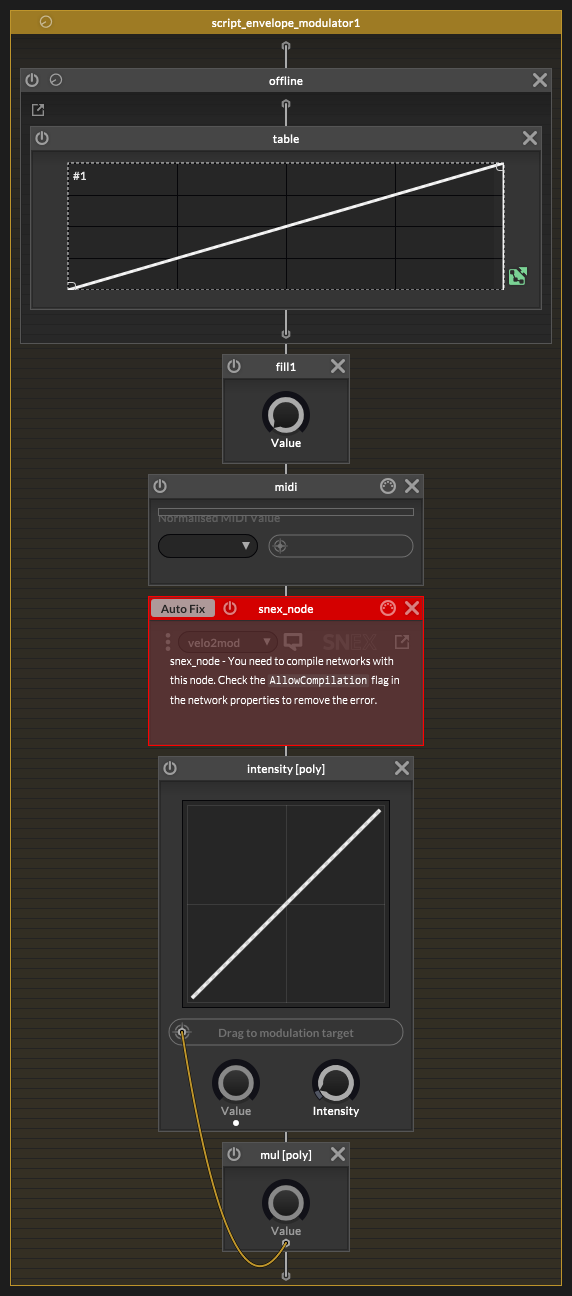 script_envelope_modulator1
offline
table
#1
fill1
Value
midi
Normalised MIDI Value
Auto Fix
snex_node
velo2mod
SNEX
snex_node - You need to compile networks with
this node. Check the AllowCompilation flag in
the network properties to remove the error.
intensity [poly]
Drag to modulation target
Value
Intensity
mul [poly]
Value